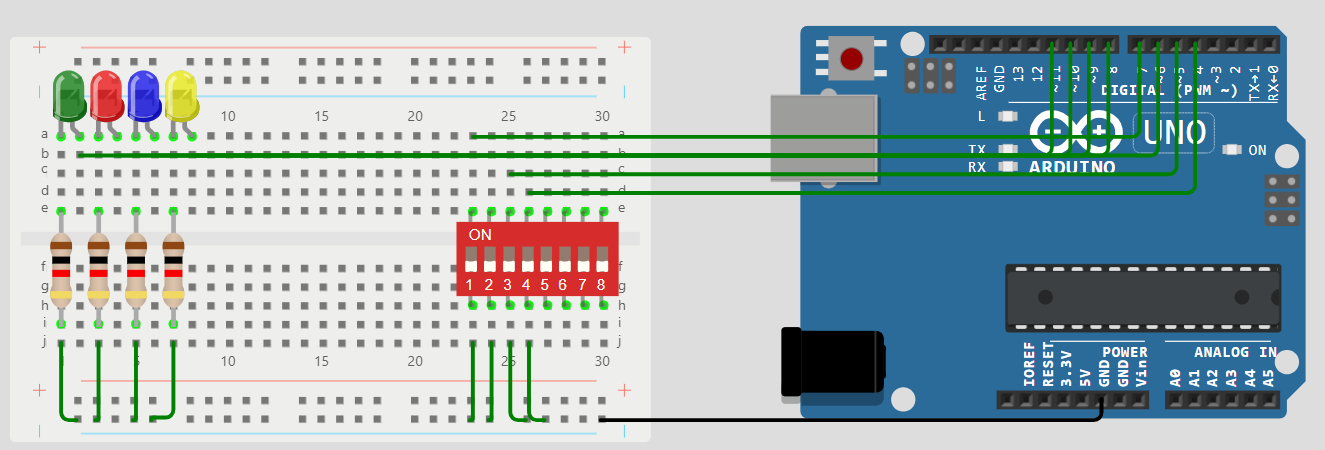 10 15 20 25 30
a a
b b
c c
d d
e e
ON
1 2 3 4 5 6 7 8
f f
g g
h h
i i
j j
5 10 15 20 25 30
AREF GND 13 12 ~11 ~10 ~9 8 7 ~6 ~5 4 ~3 2 TX→1 RX←0
DIGITAL (PWM ~)
L
UNO
TX
ON
RX
ARDUINO
POWER
ANALOG IN
IOREF RESET 3.3V 5V GND GND Vin
A0 A1 A2 A3 A4 A5